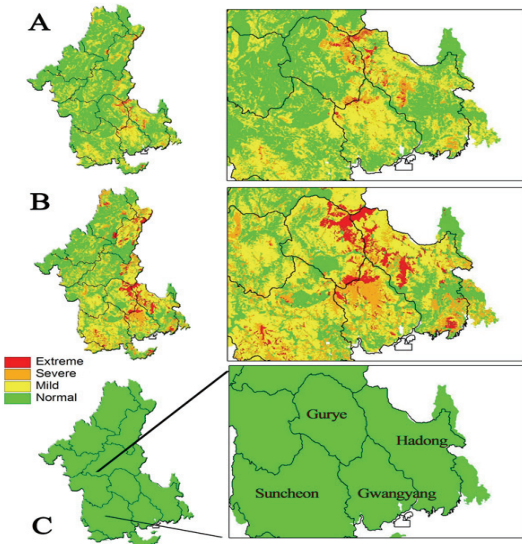 A
B
Extreme
Severe
Mild
Normal
Gurye
Hadong
Suncheon
Gwangyang
C